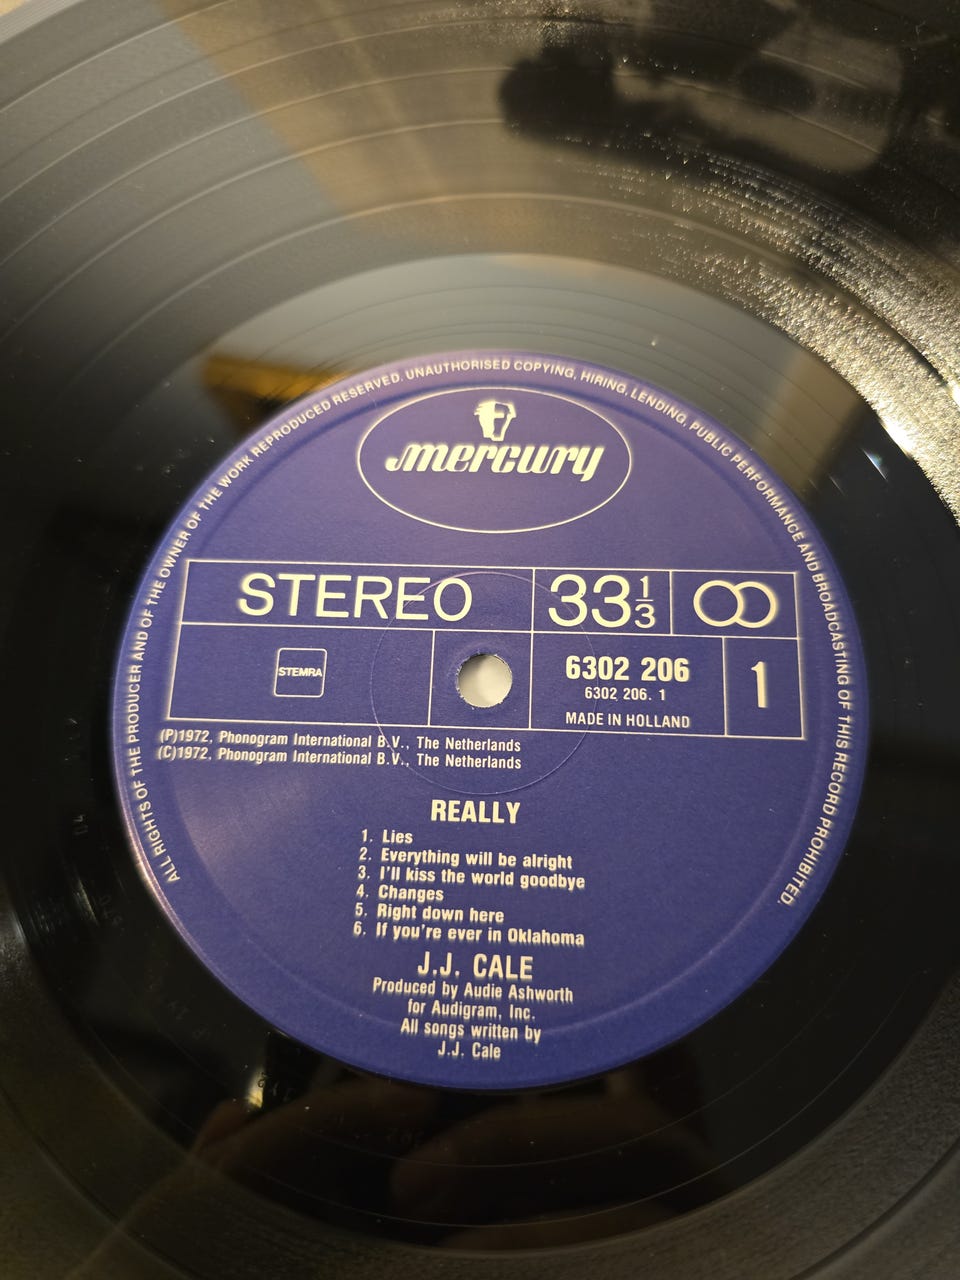 ALL RIGHTS OF THE PRODUCER AND OF THE OWNER OF THE WORK REPRODUCED RESERVED. UNAUTHORISED COPYING, HIRING, LENDING, PUBLIC PERFORMANCE AND BROADCASTING OF THIS RECORD PROHIBITED.
mercury
STEREO 33 1/3
STEMRA
6302 206
6302 206. 1
MADE IN HOLLAND
1
(P)1972, Phonogram International B.V., The Netherlands
(C)1972, Phonogram International B.V., The Netherlands
REALLY
1. Lies
2. Everything will be alright
3. I'll kiss the world goodbye
4. Changes
5. Right down here
6. If you're ever in Oklahoma
J.J. CALE
Produced by Audie Ashworth
for Audigram, Inc.
All songs written by
J.J. Cale